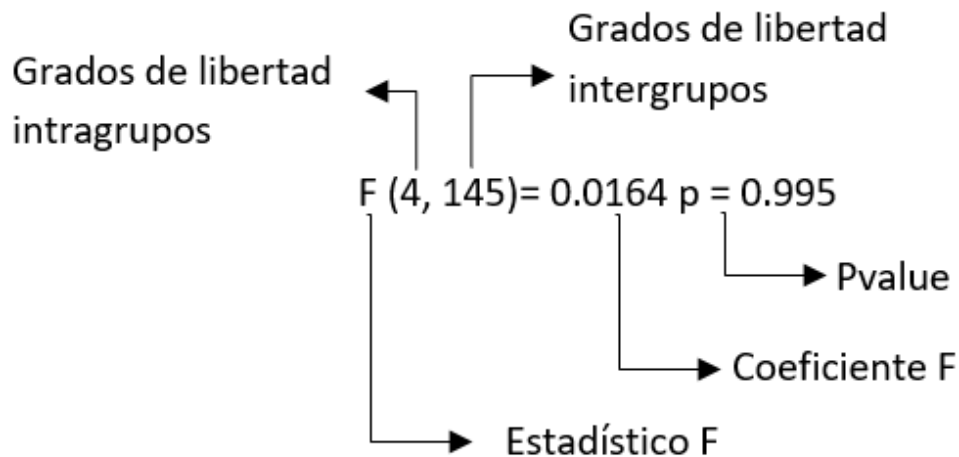 Grados de libertad
intragrupos
Grados de libertad
intergrupos
F (4, 145)= 0.0164 p = 0.995
Pvalue
Coeficiente F
Estadístico F